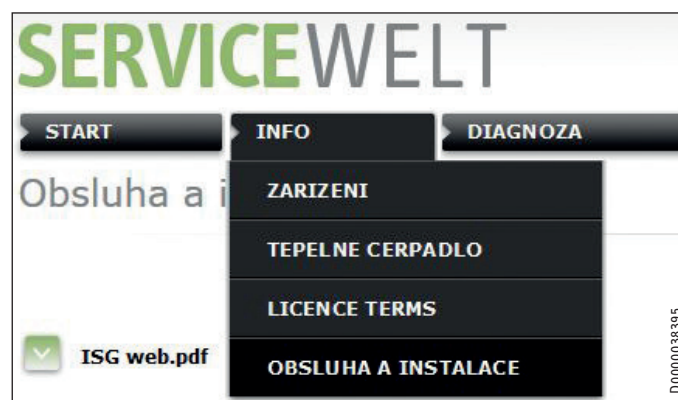 SERVICEWELT
START INFO DIAGNOZA
Obsluha a i
ZARIZENI
TEPELNE CERPADLO
LICENCE TERMS
OBSLUHA A INSTALACE
ISG web.pdf
D0000038395